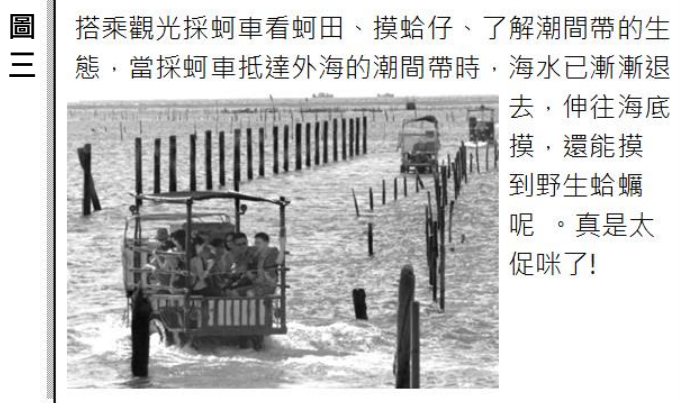 圖三
搭乘觀光採蚵車看蚵田、摸蛤仔、了解潮間帶的生
態，當採蚵車抵達外海的潮間帶時，海水已漸漸退
去，伸往海底
摸，還能摸
到野生蛤蠣
呢 。真是太
促咪了!